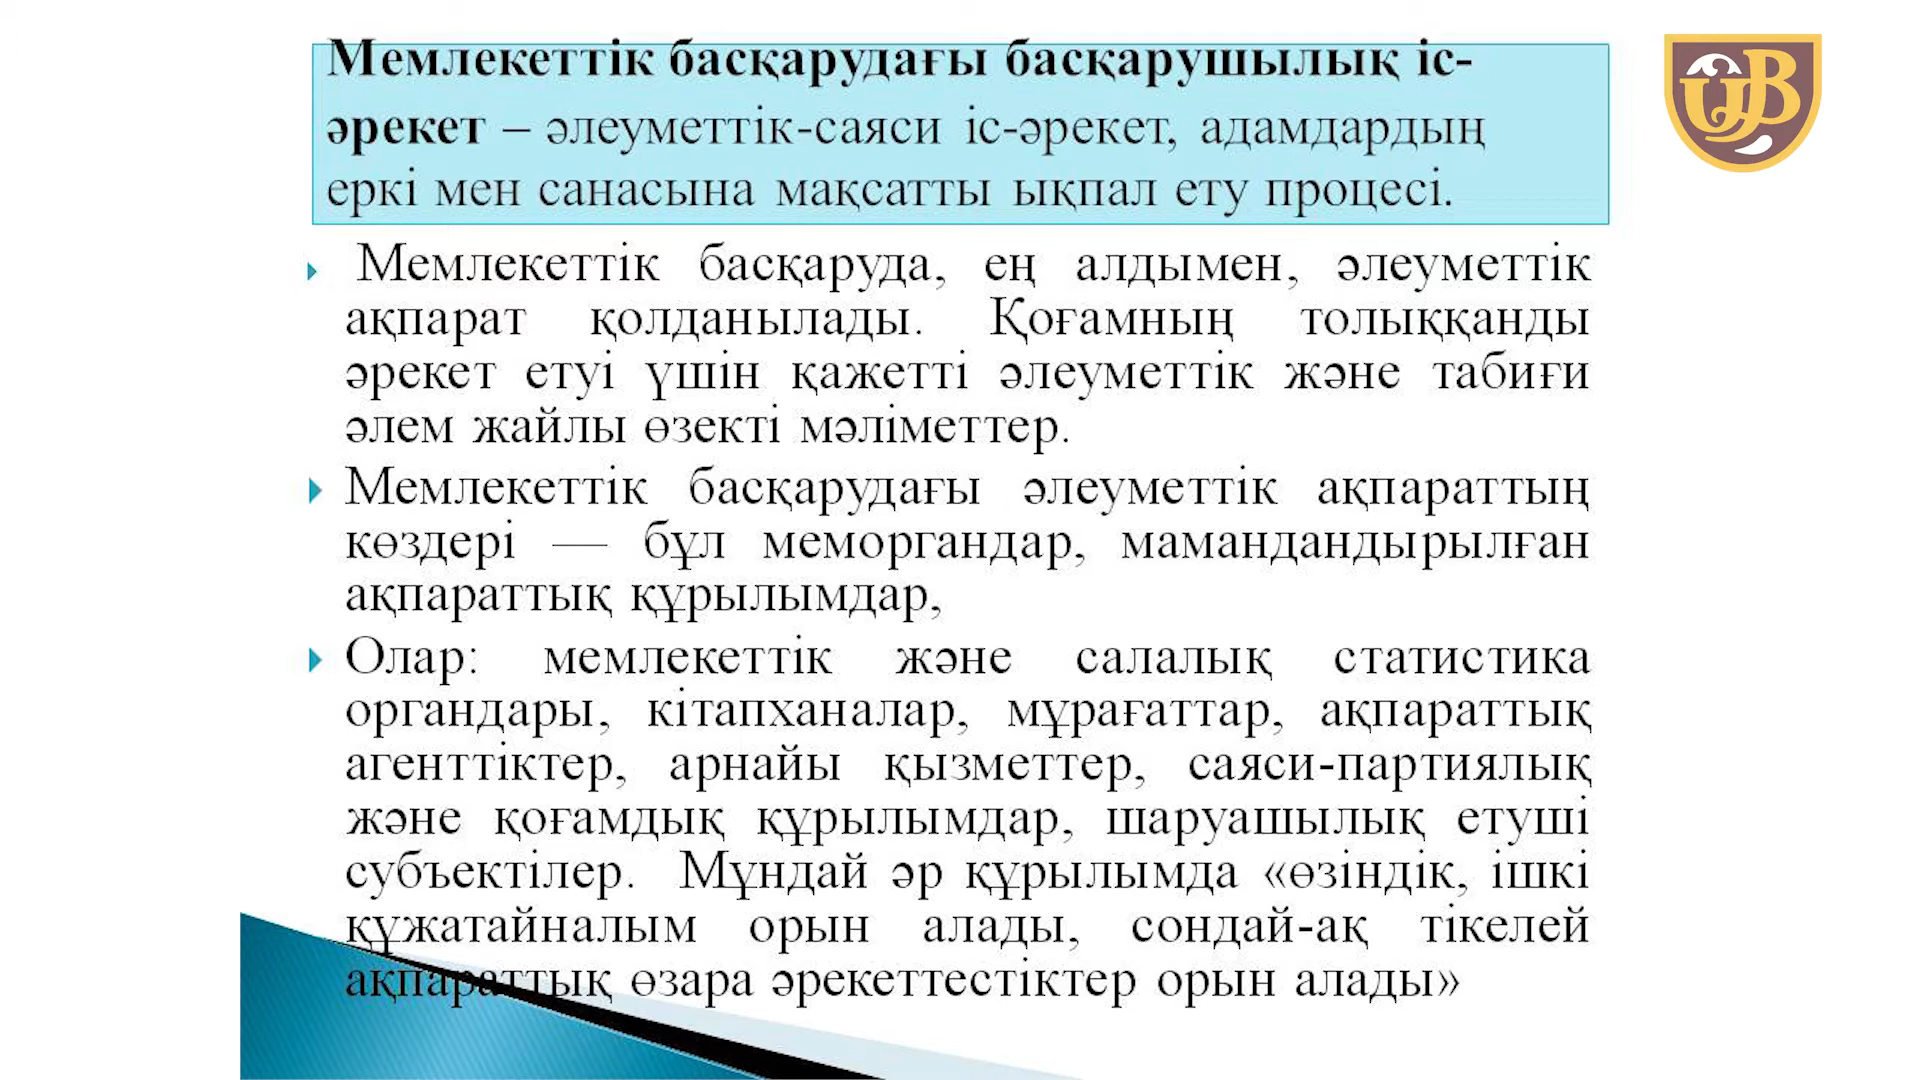 Мемлекеттік басқарудағы басқарушылық іс-
әрекет – әлеуметтік-саяси іс-әрекет, адамдардың
еркі мен санасына мақсатты ықпал ету процесі.
Мемлекеттік басқаруда, ең алдымен, әлеуметтік
ақпарат қолданылады. Қоғамның толыққанды
әрекет етуі үшін қажетті әлеуметтік және табиғи
әлем жайлы өзекті мәліметтер.
Мемлекеттік басқарудағы әлеуметтік ақпараттың
көздері — бұл меморгандар, мамандандырылған
ақпараттық құрылымдар,
Олар: мемлекеттік және салалық статистика
органдары, кітапханалар, мұрағаттар, ақпараттық
агенттіктер, арнайы қызметтер, саяси-партиялық
және қоғамдық құрылымдар, шаруашылық етуші
субъектілер. Мұндай әр құрылымда «өзіндік, ішкі
құжатайналым орын алады, сондай-ақ тікелей
ақпараттық өзара әрекеттестіктер орын алады»